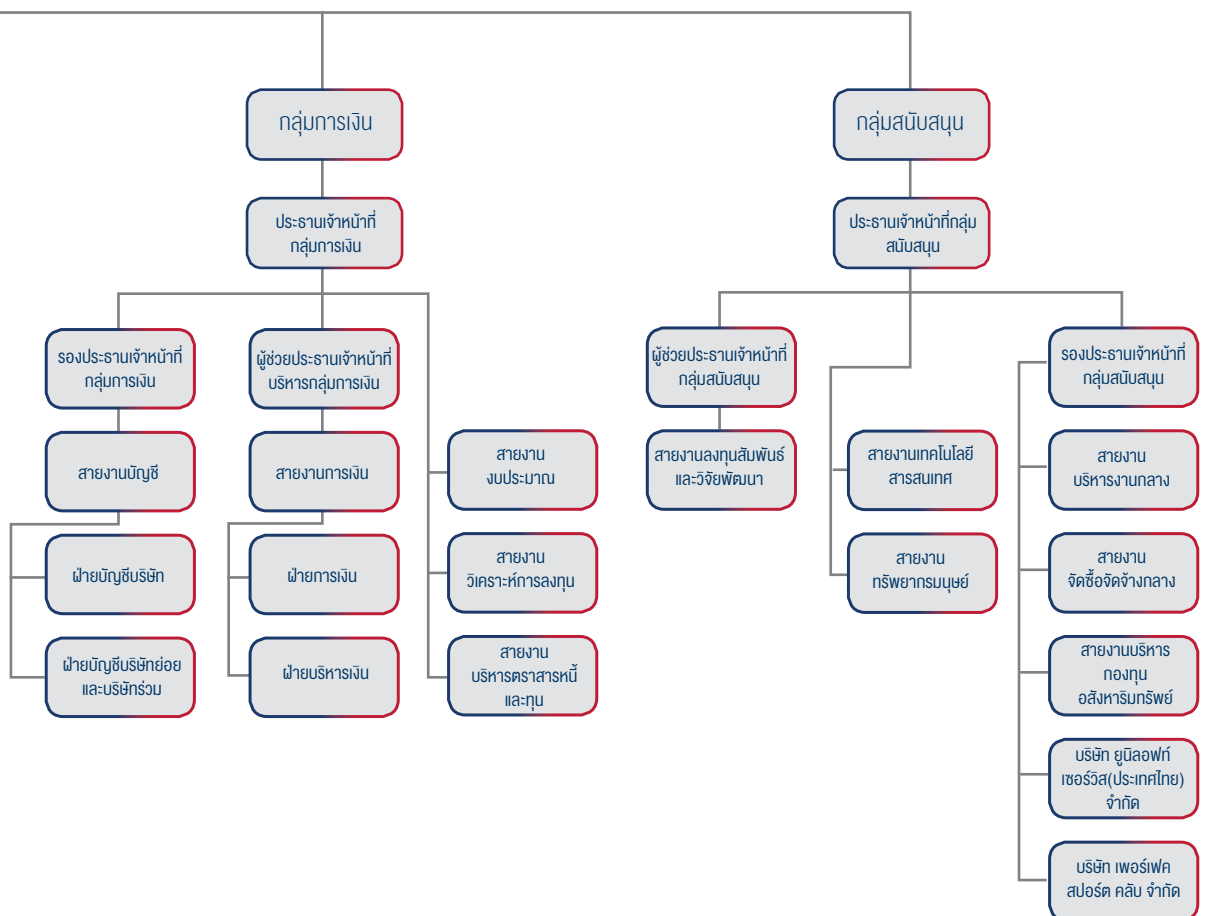 กลุ่มการเงิน
ประธานเจ้าหน้าที่
กลุ่มการเงิน
รองประธานเจ้าหน้าที่
กลุ่มการเงิน
สายงานบัญชี
ฝ่ายบัญชีบริษัท
ฝ่ายบัญชีบริษัทย่อย
และบริษัทร่วม
ผู้ช่วยประธานเจ้าหน้าที่
บริหารกลุ่มการเงิน
สายงานการเงิน
ฝ่ายการเงิน
ฝ่ายบริหารเงิน
สายงาน
งบประมาณ
สายงาน
วิเคราะห์การลงทุน
สายงาน
บริหารตราสารหนี้
และทุน
กลุ่มสนับสนุน
ประธานเจ้าหน้าที่กลุ่ม
สนับสนุน
ผู้ช่วยประธานเจ้าหน้าที่
กลุ่มสนับสนุน
สายงานลงทุนสัมพันธ์
และวิจัยพัฒนา
สายงานเทคโนโลยี
สารสนเทศ
สายงาน
ทรัพยากรมนุษย์
รองประธานเจ้าหน้าที่
กลุ่มสนับสนุน
สายงาน
บริหารงานกลาง
สายงาน
จัดซื้อจัดจ้างกลาง
สายงานบริหาร
กองทุน
อสังหาริมทรัพย์
บริษัท ยูนิลอฟท์
เซอร์วิส(ประเทศไทย)
จำกัด
บริษัท เพอร์เฟค
สปอร์ต คลับ จำกัด